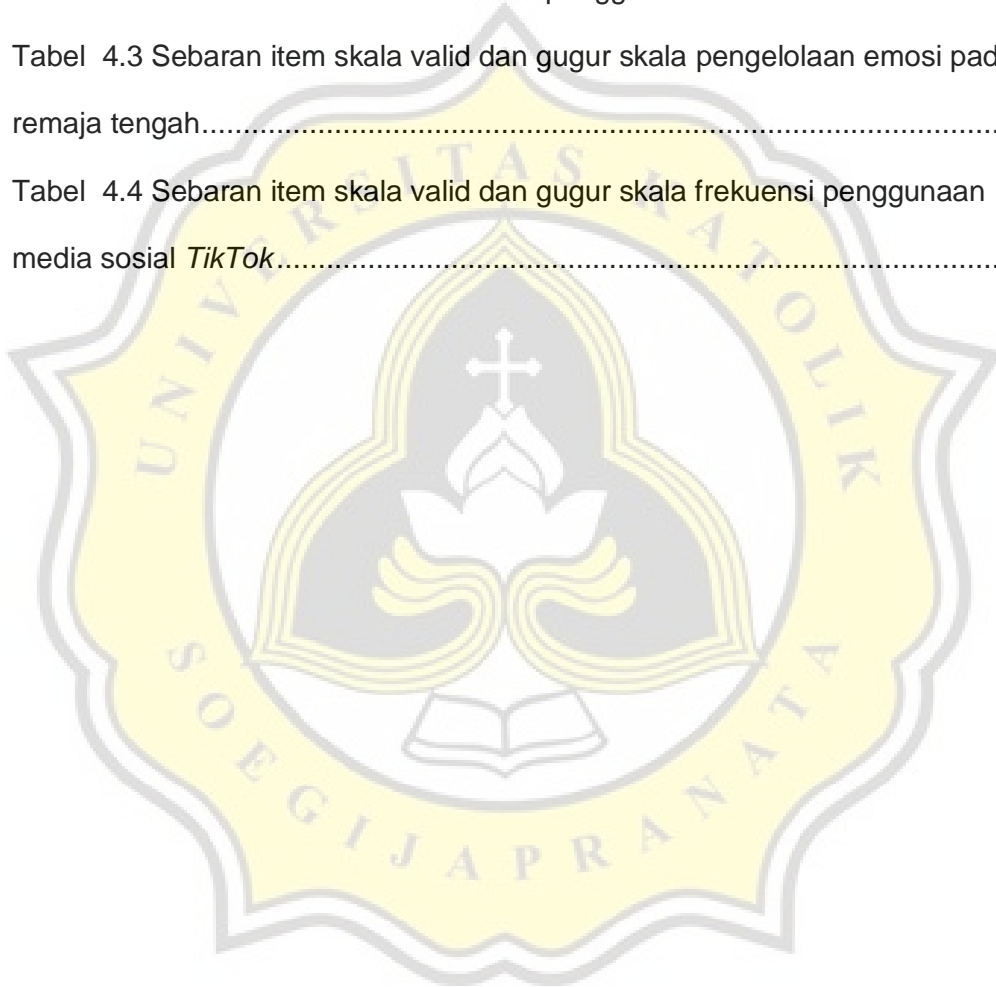 Tabel 4.3 Sebaran item skala valid dan gugur skala pengelolaan emosi pad
remaja tengah.......................................................................................................
Tabel 4.4 Sebaran item skala valid dan gugur skala frekuensi penggunaan
media sosial TikTok..............................................................................................
UNIVERSITAS KATOLIK
SOEGIJAPRANATA